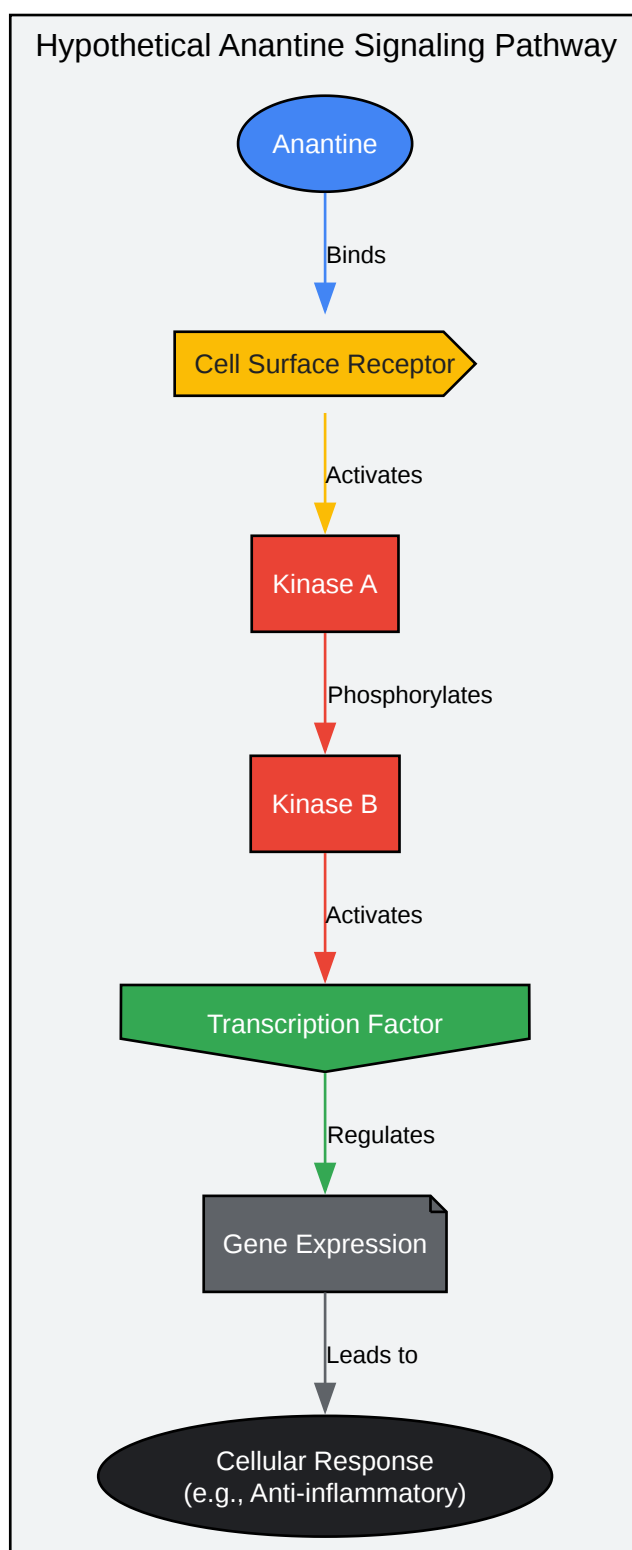 Hypothetical Anantine Signaling Pathway
Anantine
Binds
Cell Surface Receptor
Activates
Kinase A
Phosphorylates
Kinase B
Activates
Transcription Factor
Regulates
Gene Expression
Leads to
Cellular Response
(e.g., Anti-inflammatory)